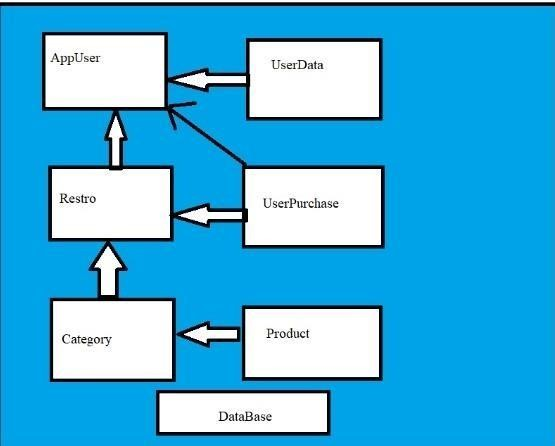 AppUser
UserData
Restro
UserPurchase
Category
Product
DataBase